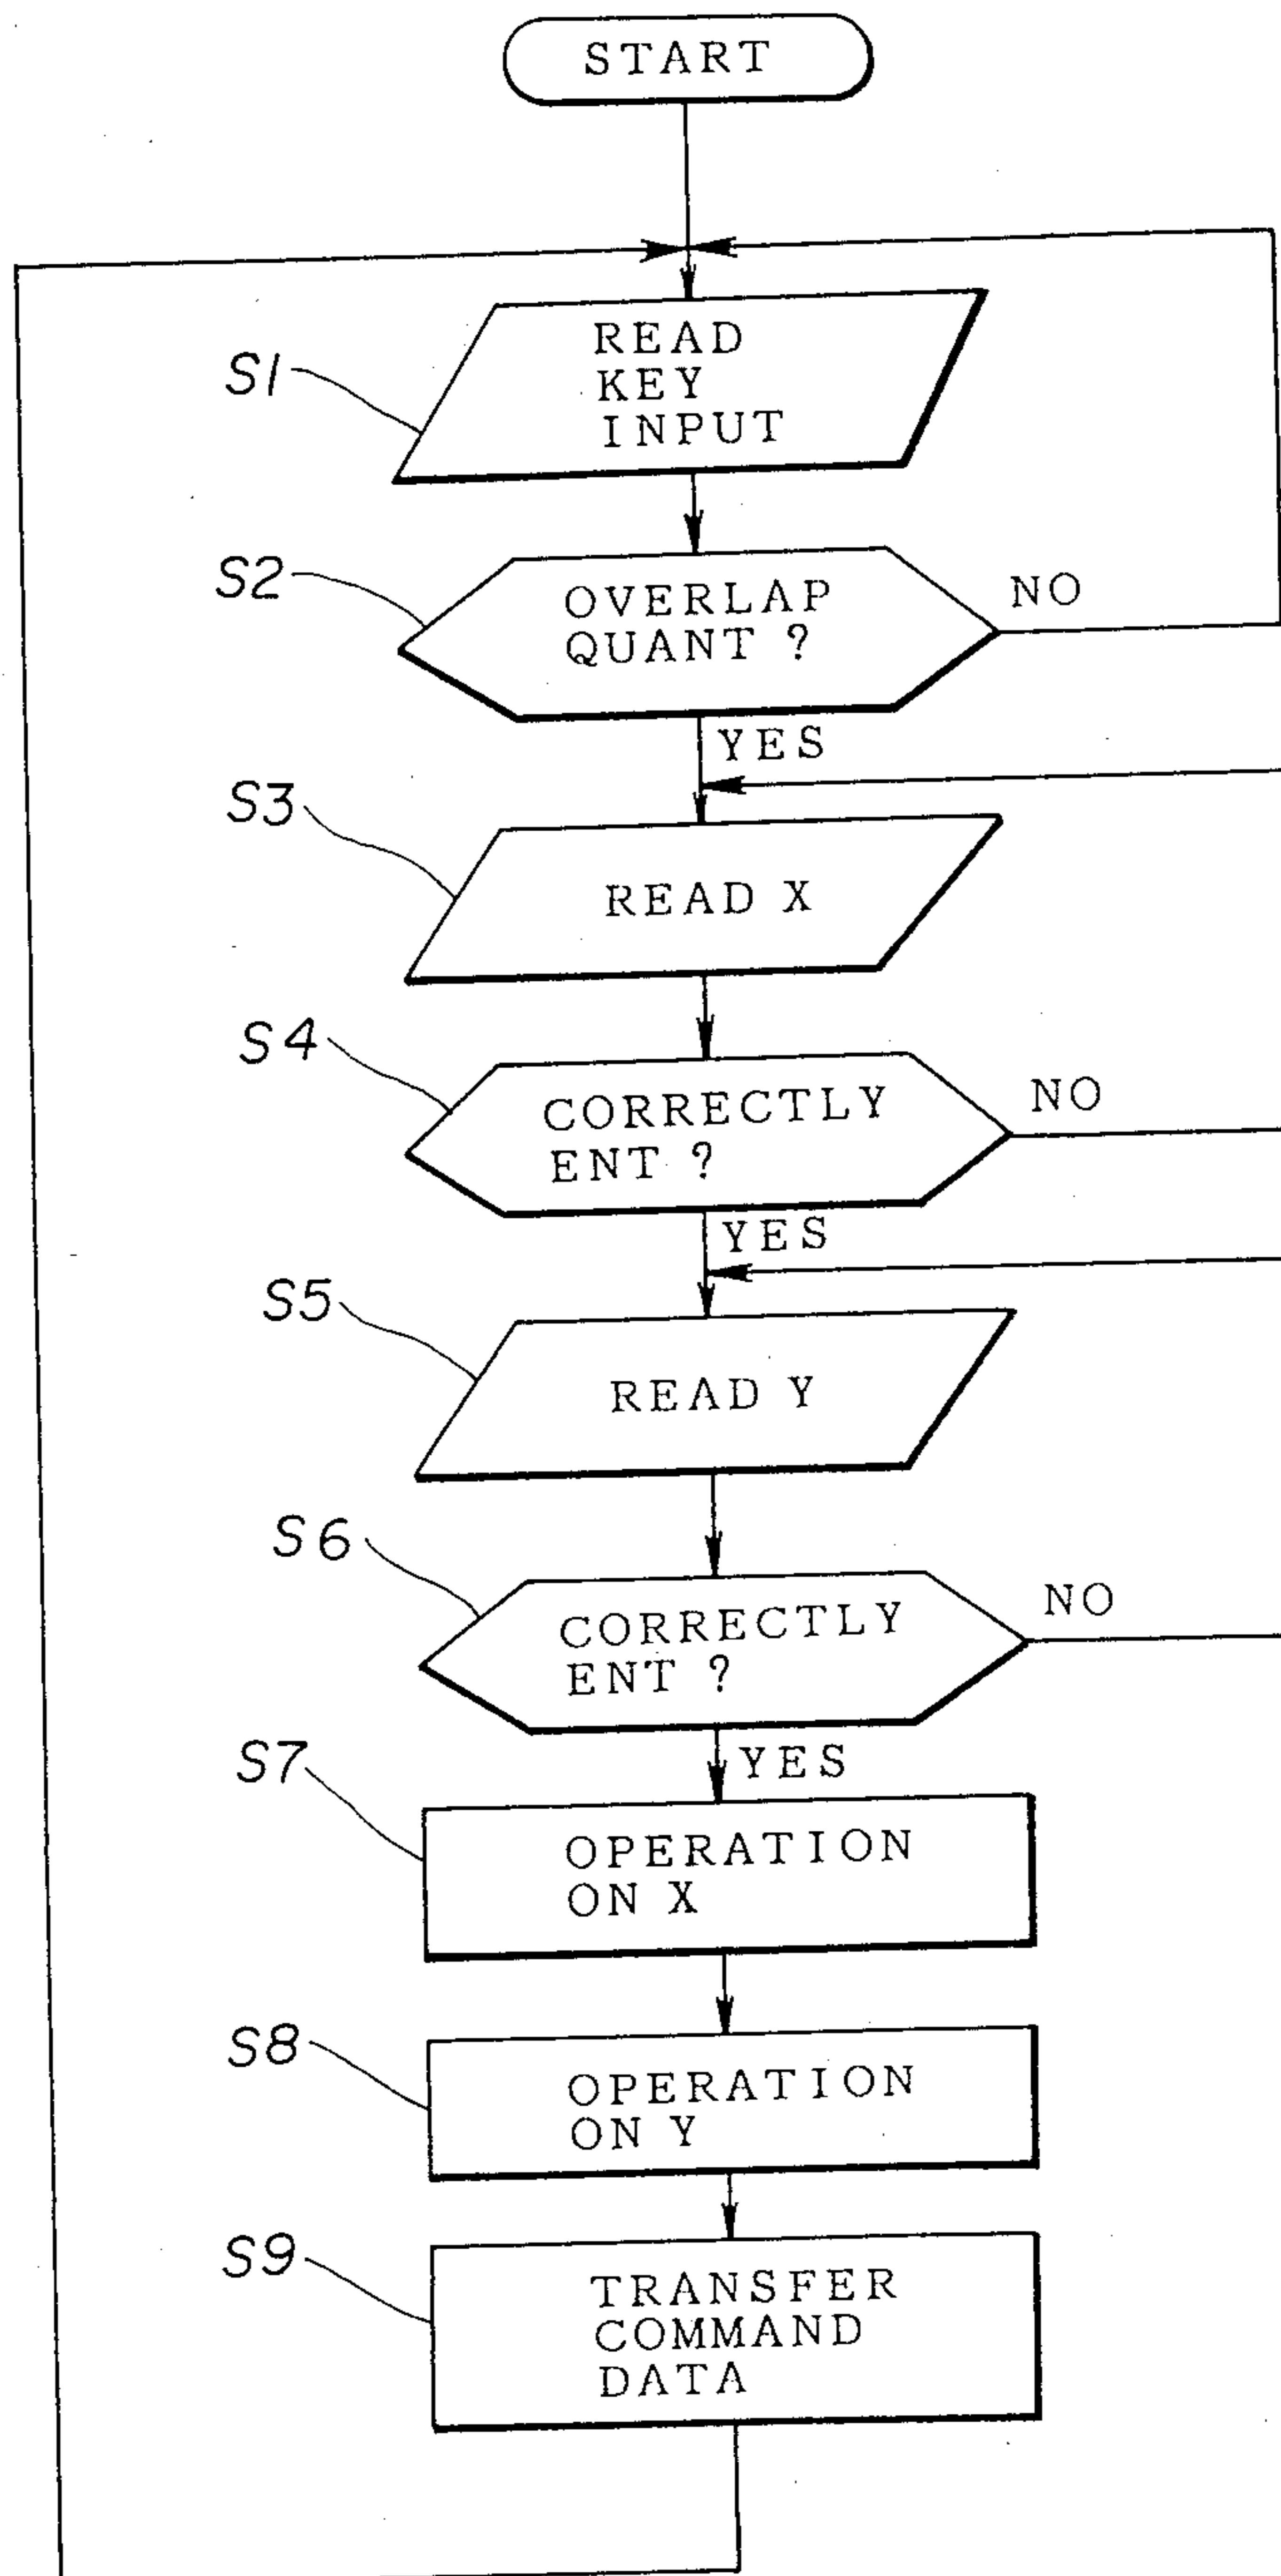 START
S1
READ
KEY
INPUT
S2
OVERLAP
QUANT ?
NO
YES
S3
READ X
S4
CORRECTLY
ENT ?
NO
YES
S5
READ Y
S6
CORRECTLY
ENT ?
NO
YES
S7
OPERATION
ON X
S8
OPERATION
ON Y
S9
TRANSFER
COMMAND
DATA